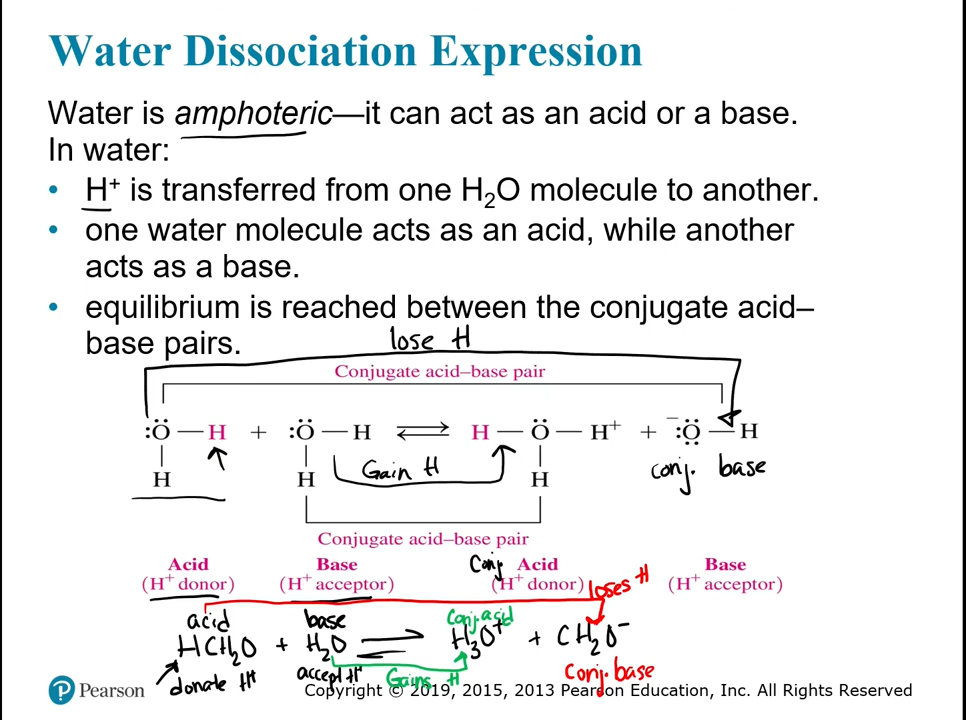 Water Dissociation Expression
Water is amphoteric—it can act as an acid or a base.
In water:
• H⁺ is transferred from one H₂O molecule to another.
• one water molecule acts as an acid, while another
acts as a base.
• equilibrium is reached between the conjugate acid–
base pairs.
lose H
Conjugate acid–base pair
:Ö — H + :Ö — H ⇌ H — Ö — H⁺ + ⁻:Ö — H
H H H
Gain H
conj. base
Conjugate acid–base pair
Acid Base Conj Acid Base
(H⁺ donor) (H⁺ acceptor) (H⁺ donor) (H⁺ acceptor)
loses H
acid base Conj. acid
HCH₂O + H₂O ⇌ H₃O⁺ + CH₂O⁻
donate H⁺ accept H⁺ Gains H Conj. base
Pearson
Copyright © 2019, 2015, 2013 Pearson Education, Inc. All Rights Reserved